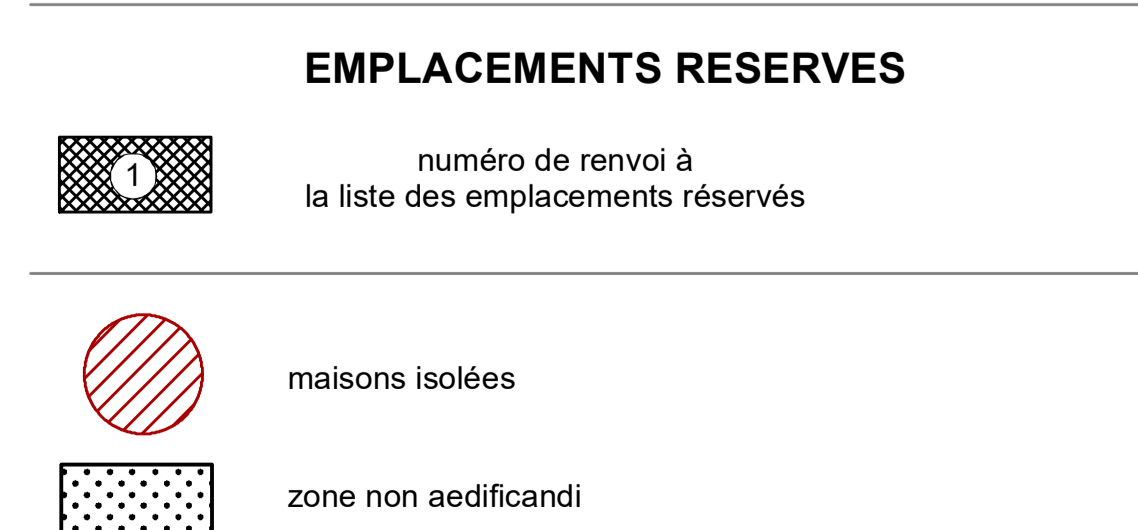 EMPLACEMENTS RESERVES
1
numéro de renvoi à
la liste des emplacements réservés
maisons isolées
zone non aedificandi